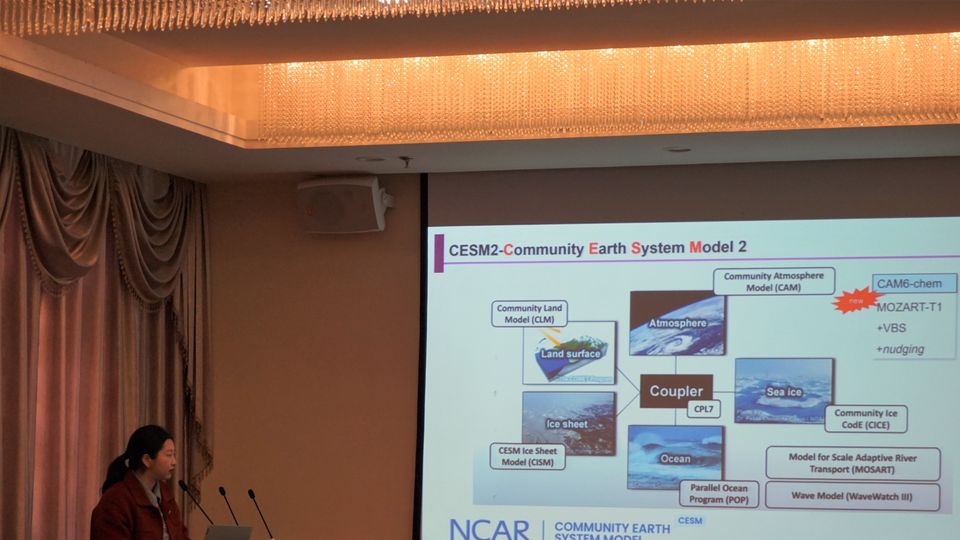 CESM2-Community Earth System Model 2
Community Atmosphere
Model (CAM)
CAM6-chem
new
MOZART-T1
+VBS
+nudging
Community Land
Model (CLM)
Atmosphere
Land surface
Coupler
CPL7
Sea ice
Ice sheet
Community Ice
CodE (CICE)
CESM Ice Sheet
Model (CISM)
Ocean
Model for Scale Adaptive River
Transport (MOSART)
Parallel Ocean
Program (POP)
Wave Model (WaveWatch III)
NCAR
COMMUNITY EARTH
SYSTEM MODEL
CESM